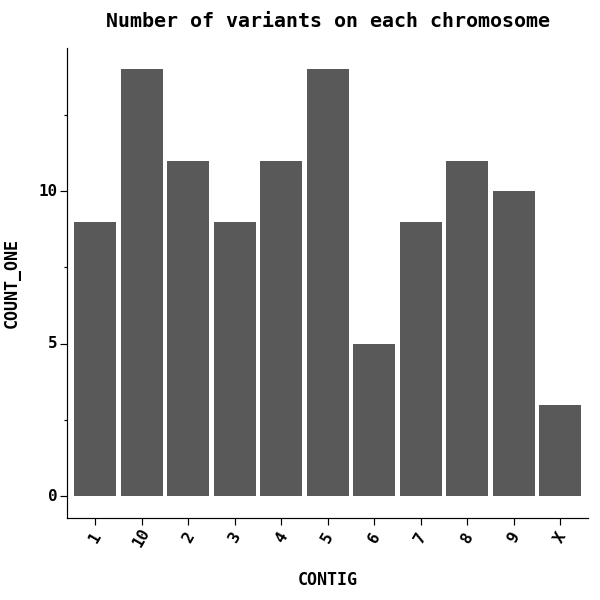 Number of variants on each chromosome
COUNT_ONE
10
5
0
1 10 2 3 4 5 6 7 8 9 X
CONTIG